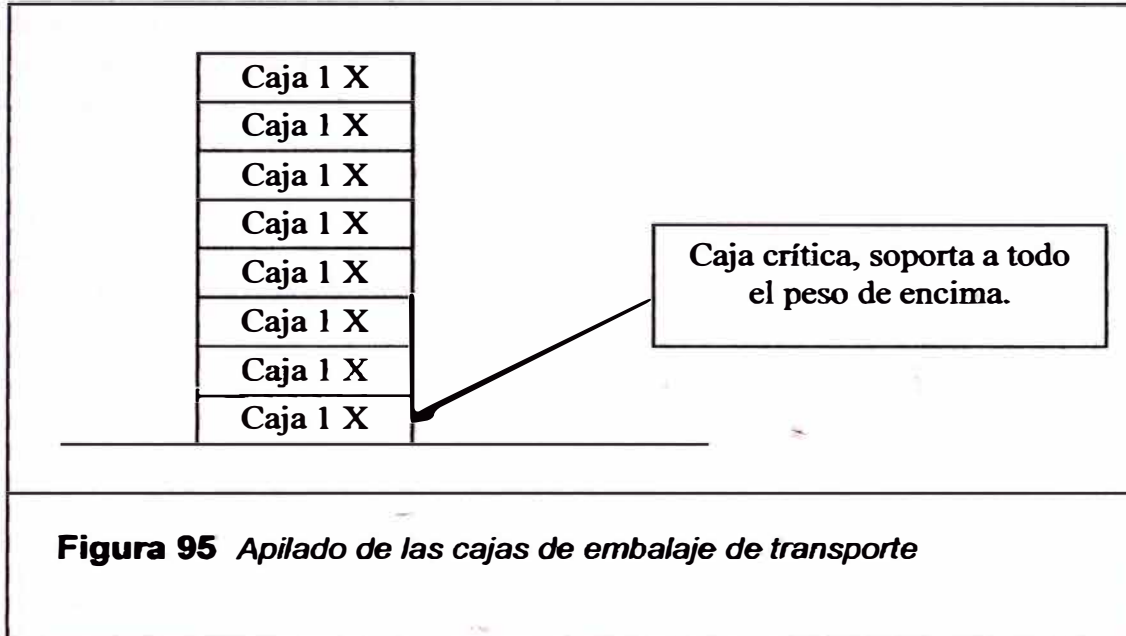 Caja 1 X
Caja 1 X
Caja 1 X
Caja 1 X
Caja 1 X
Caja 1 X
Caja 1 X
Caja 1 X
Caja crítica, soporta a todo
el peso de encima.
Figura 95 Apilado de las cajas de embalaje de transporte